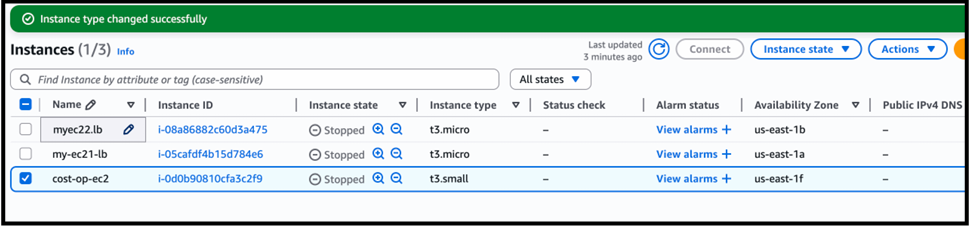 Instance type changed successfully
Instances (1/3) Info
Last updated
3 minutes ago
Connect
Instance state
Actions
Find Instance by attribute or tag (case-sensitive)
All states
Name Instance ID Instance state Instance type Status check Alarm status Availability Zone Public IPv4 DNS
myec22.lb i-08a86882c60d3a475 Stopped t3.micro – View alarms + us-east-1b –
my-ec21-lb i-05cafdf4b15d784e6 Stopped t3.micro – View alarms + us-east-1a –
cost-op-ec2 i-0d0b90810cfa3c2f9 Stopped t3.small – View alarms + us-east-1f –